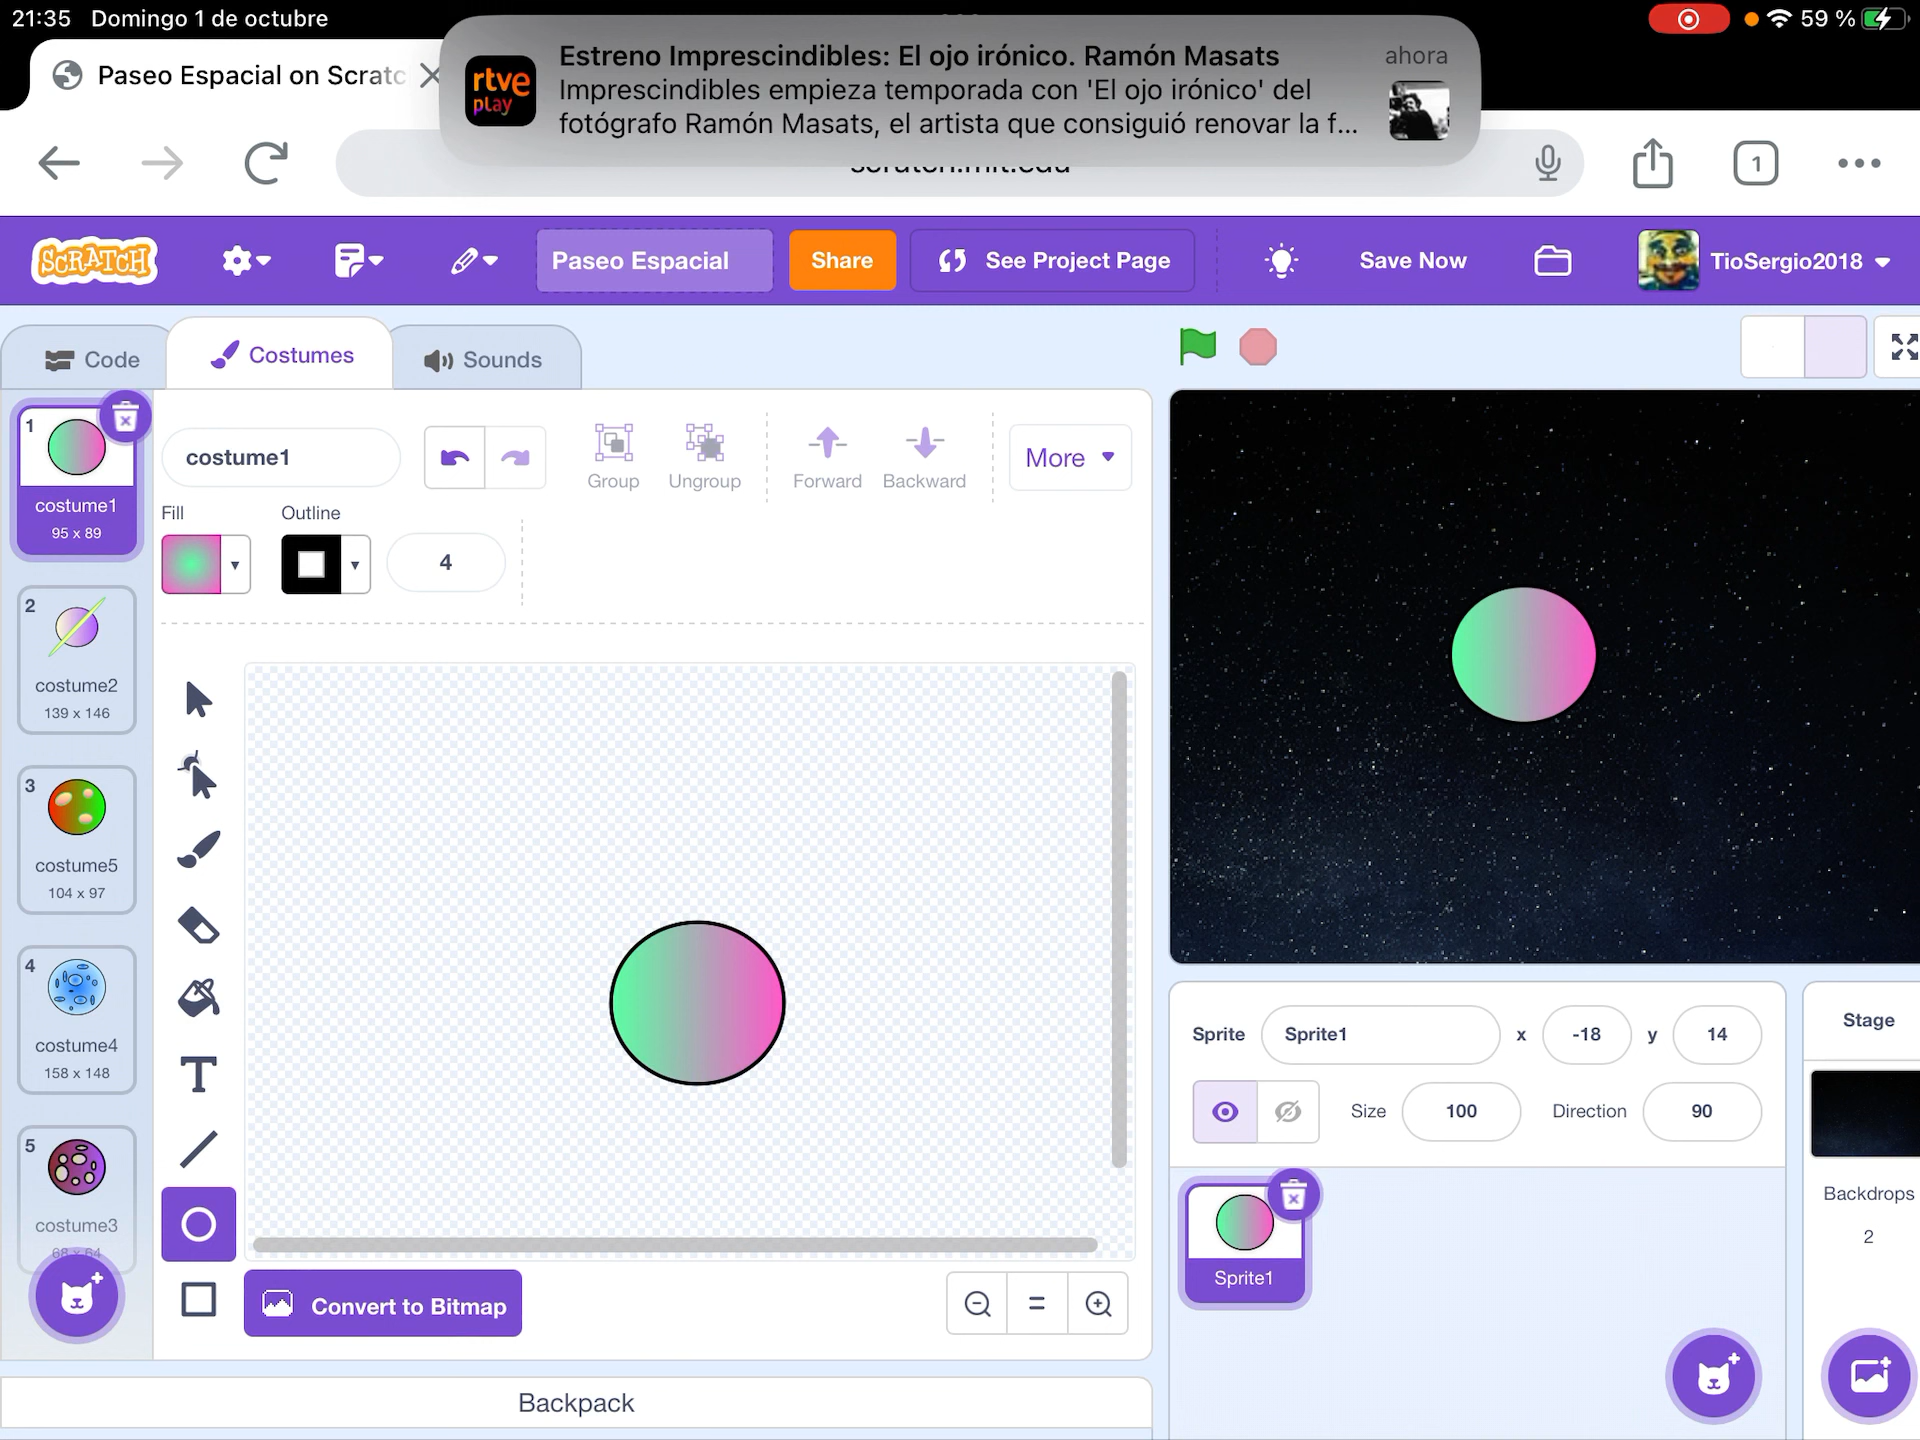 21:35 Domingo 1 de octubre
59 %
Paseo Espacial on Scratc
rtve play
Estreno Imprescindibles: El ojo irónico. Ramón Masats
ahora
Imprescindibles empieza temporada con 'El ojo irónico' del
fotógrafo Ramón Masats, el artista que consiguió renovar la f...
scratch.mit.edu
1
SCRATCH
Paseo Espacial
Share
See Project Page
Save Now
TioSergio2018
Code
Costumes
Sounds
1
costume1
95 x 89
2
costume2
139 x 146
3
costume5
104 x 97
4
costume4
158 x 148
5
costume3
68 x 64
costume1
Group
Ungroup
Forward
Backward
More
Fill
Outline
4
T
Convert to Bitmap
=
Backpack
Sprite
Sprite1
x
-18
y
14
Size
100
Direction
90
Sprite1
Stage
Backdrops
2